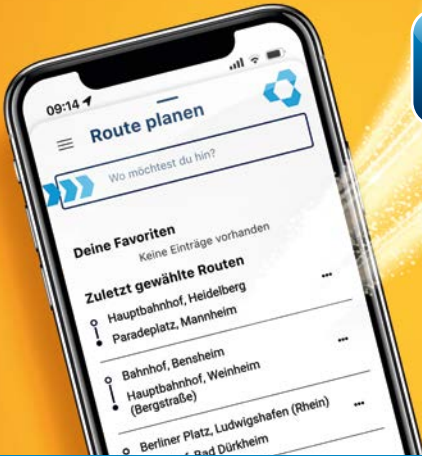 09:14
Route planen
Wo möchtest du hin?
Deine Favoriten
Keine Einträge vorhanden
Zuletzt gewählte Routen
Hauptbahnhof, Heidelberg
Paradeplatz, Mannheim
Bahnhof, Bensheim
Hauptbahnhof, Weinheim
(Bergstraße)
Berliner Platz, Ludwigshafen (Rhein)
Bad Dürkheim